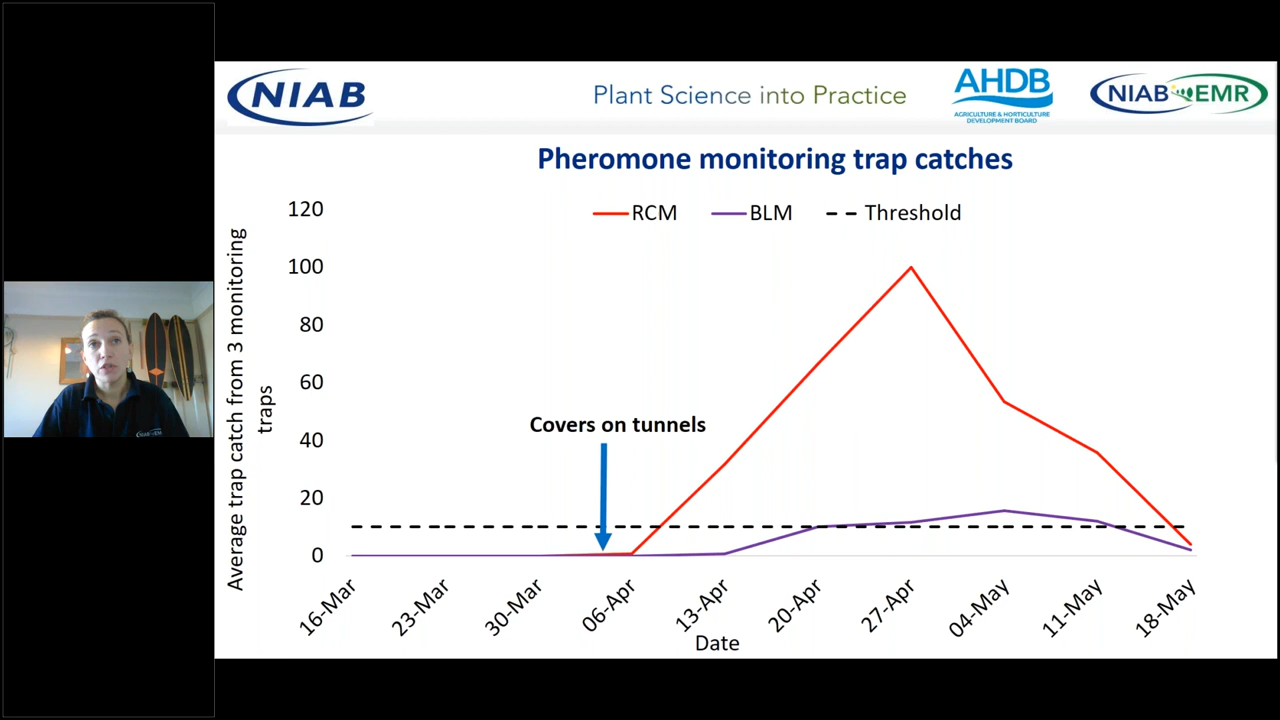 NIAB
Plant Science into Practice
AHDB
AGRICULTURE & HORTICULTURE
DEVELOPMENT BOARD
NIAB EMR
Pheromone monitoring trap catches
RCM
BLM
Threshold
Average trap catch from 3 monitoring
traps
120
100
80
60
40
20
0
Covers on tunnels
16-Mar
23-Mar
30-Mar
06-Apr
13-Apr
20-Apr
27-Apr
04-May
11-May
18-May
Date